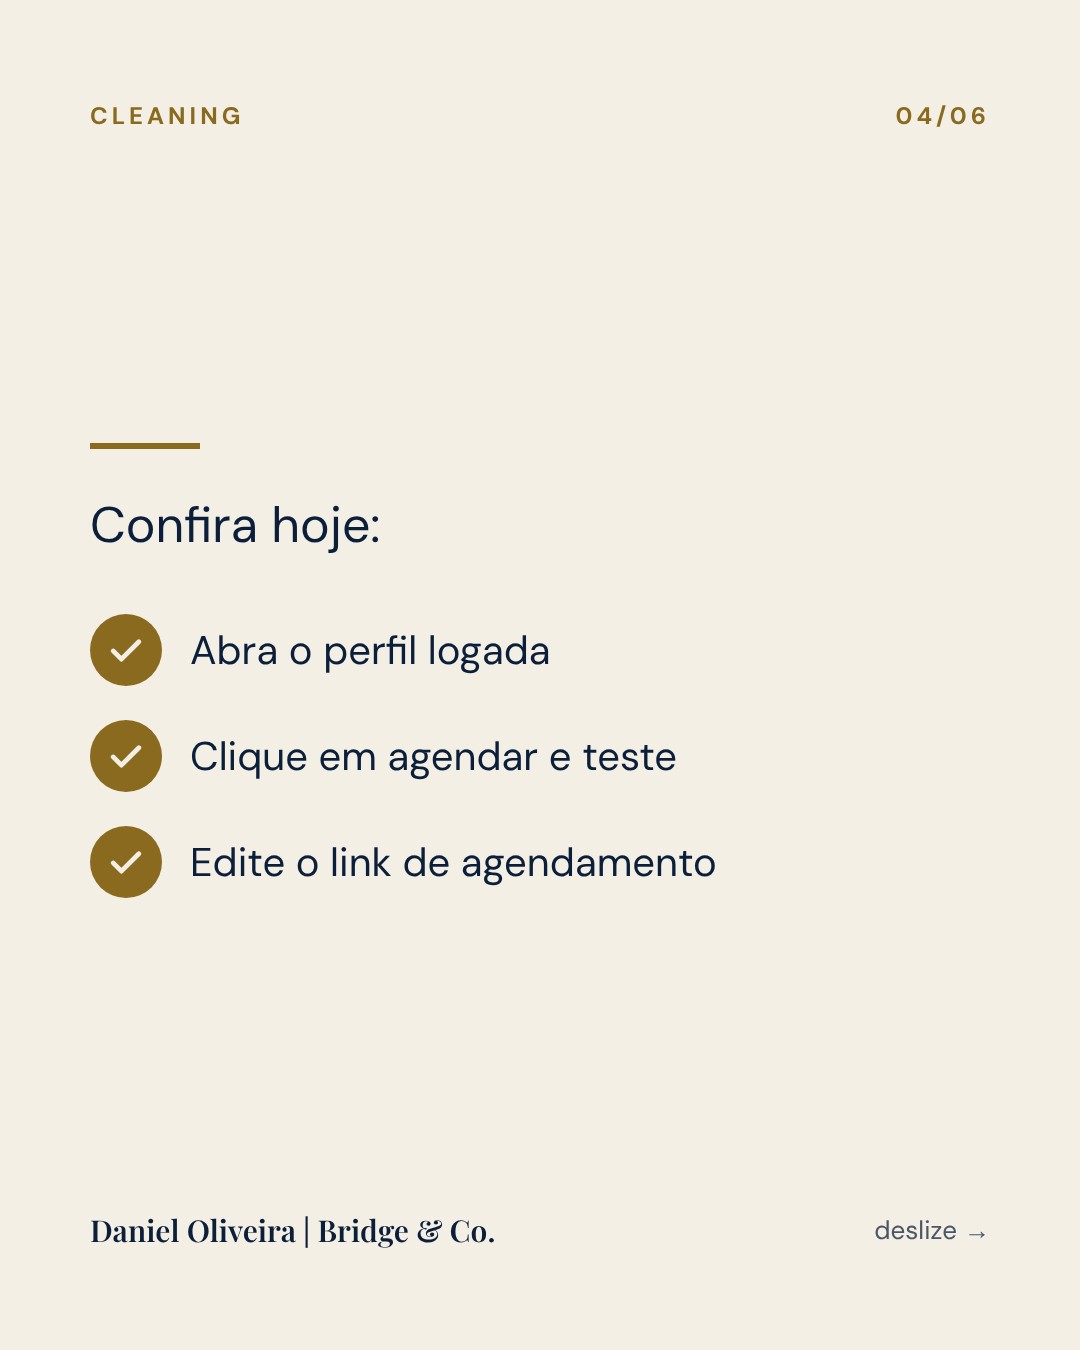 CLEANING
04/06
Confira hoje:
Abra o perfil logada
Clique em agendar e teste
Edite o link de agendamento
Daniel Oliveira | Bridge & Co.
deslize →